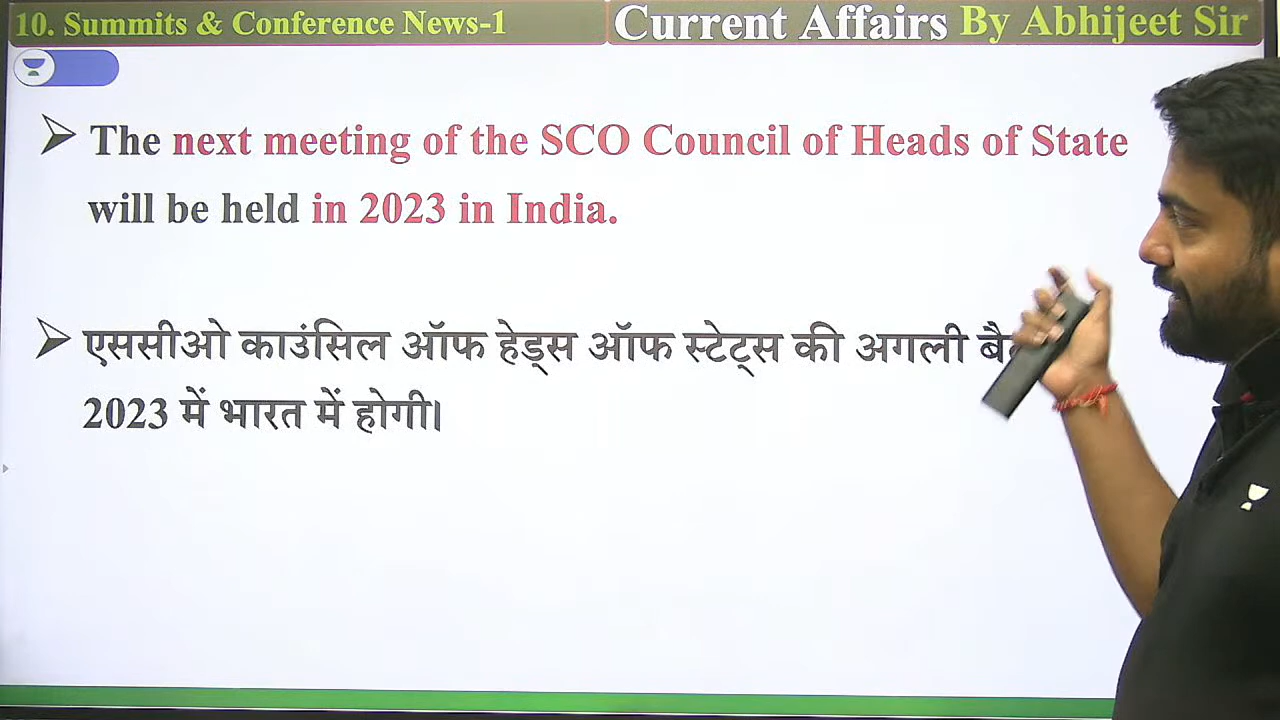 10. Summits & Conference News-1
Current Affairs By Abhijeet Sir
The next meeting of the SCO Council of Heads of State
will be held in 2023 in India.
एससीओ काउंसिल ऑफ हेड्स ऑफ स्टेट्स की अगली
2023 में भारत में होगी।